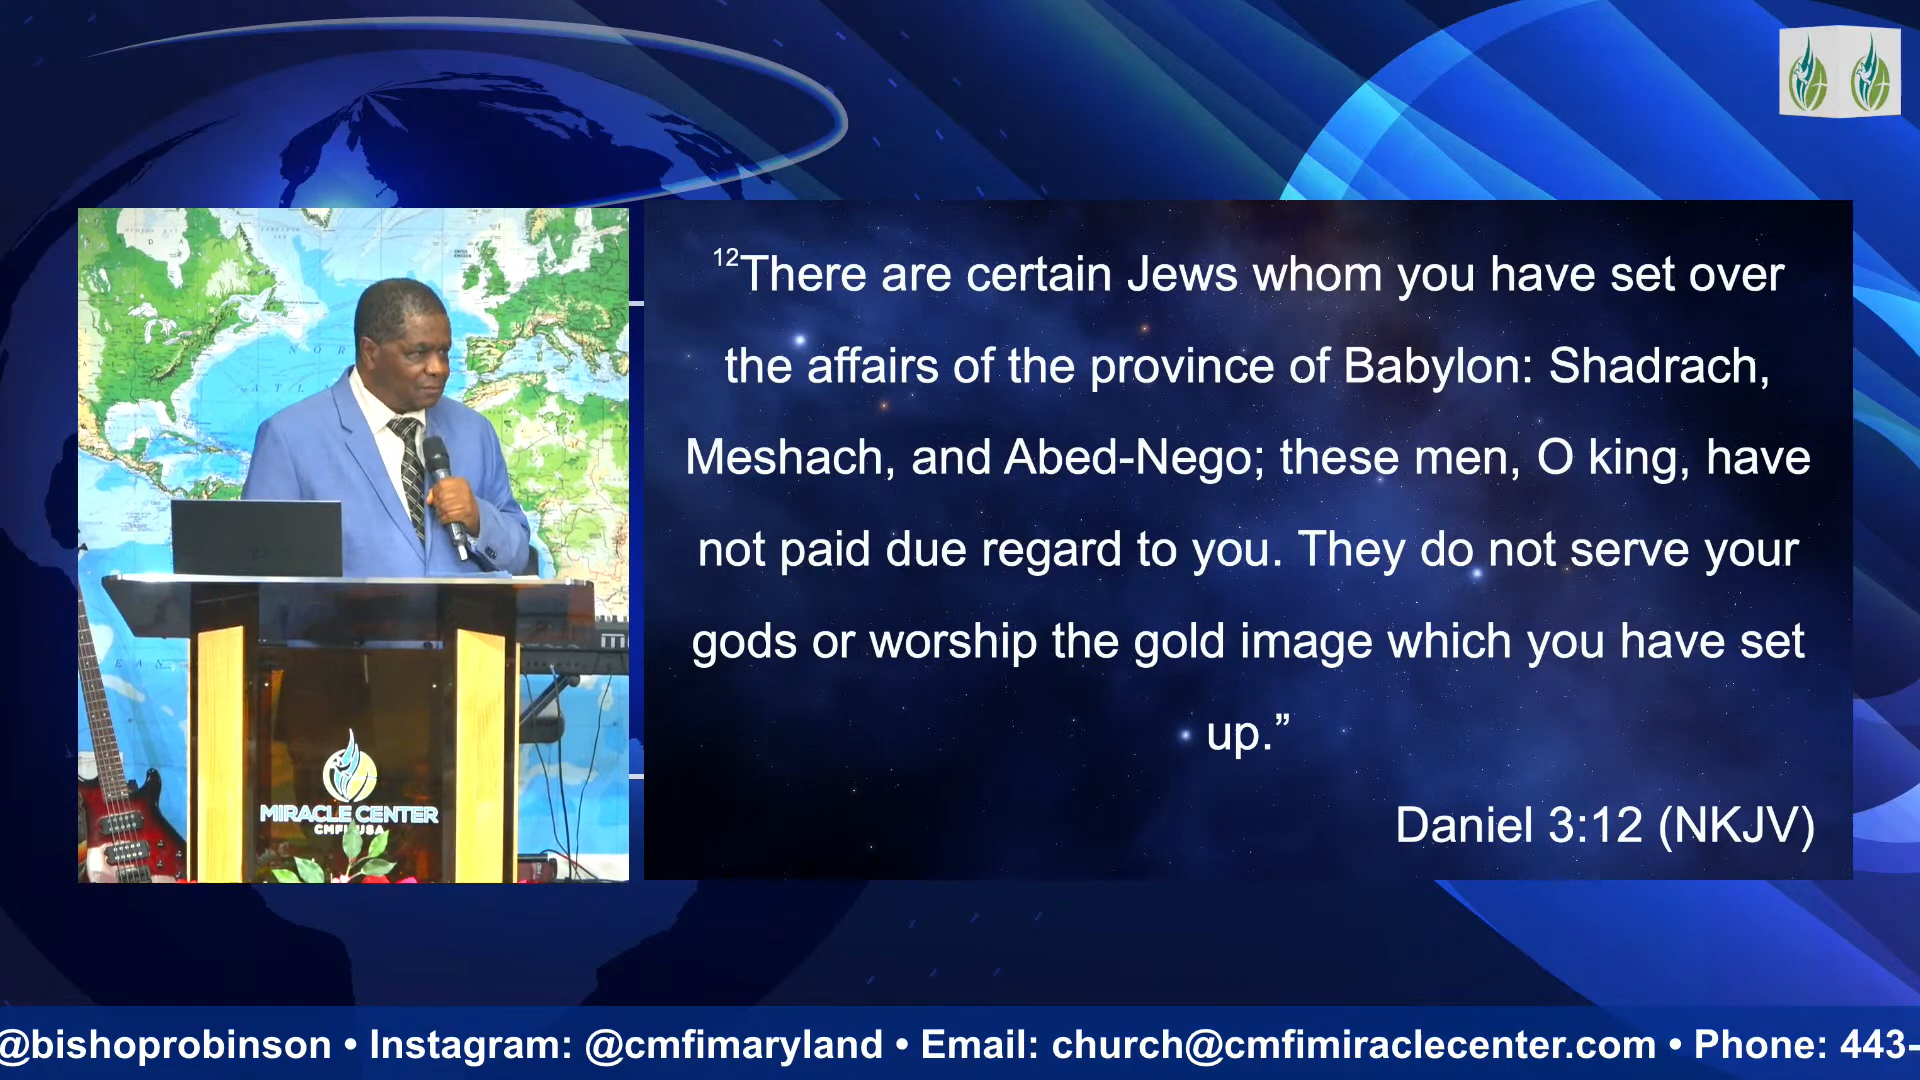 ¹²There are certain Jews whom you have set over
the affairs of the province of Babylon: Shadrach,
Meshach, and Abed-Nego; these men, O king, have
not paid due regard to you. They do not serve your
gods or worship the gold image which you have set
up.”
Daniel 3:12 (NKJV)
MIRACLE CENTER
CMFI USA
@bishoprobinson • Instagram: @cmfimaryland • Email: church@cmfimiraclecenter.com • Phone: 443-